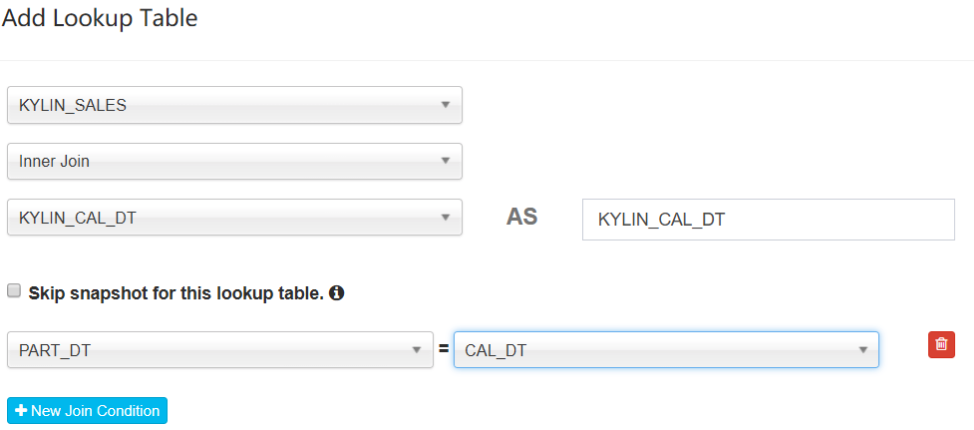 Add Lookup Table
KYLIN_SALES
Inner Join
KYLIN_CAL_DT AS KYLIN_CAL_DT
Skip snapshot for this lookup table.
PART_DT = CAL_DT
+ New Join Condition